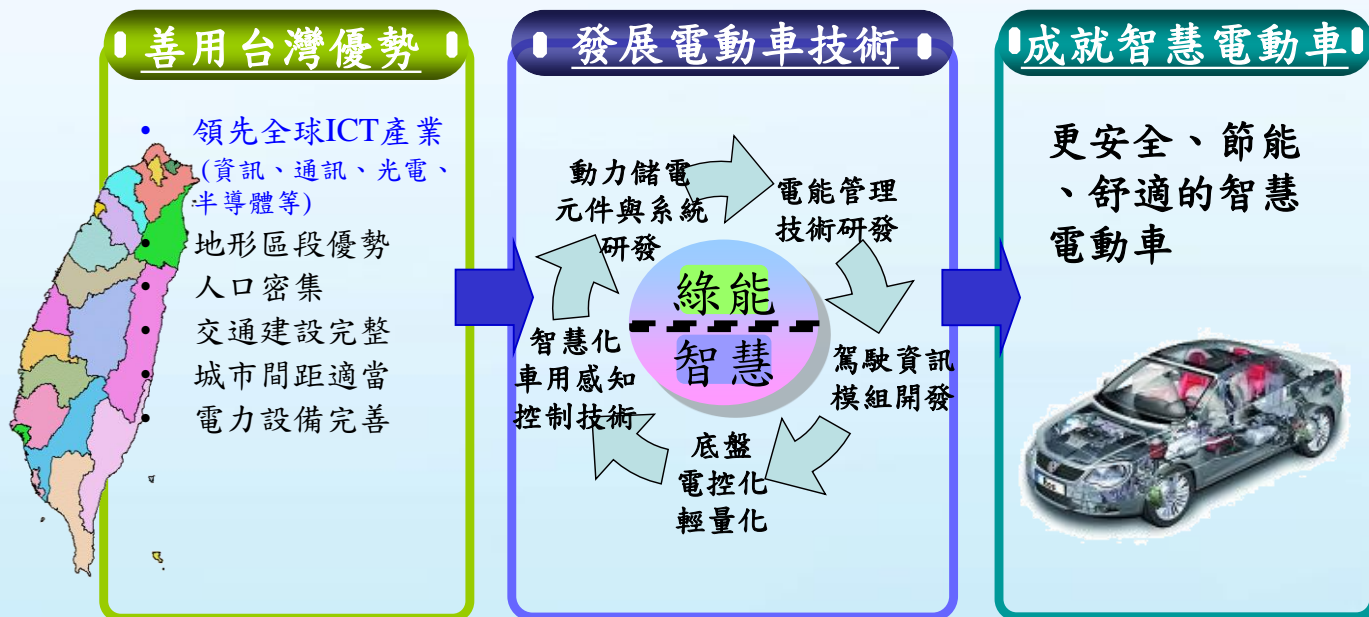 善用台灣優勢
• 領先全球ICT產業
(資訊、通訊、光電、
半導體等)
• 地形區段優勢
• 人口密集
• 交通建設完整
• 城市間距適當
• 電力設備完善
發展電動車技術
動力儲電
元件與系統
研發
電能管理
技術研發
駕駛資訊
模組開發
底盤
電控化
輕量化
智慧化
車用感知
控制技術
綠能
智慧
成就智慧電動車
更安全、節能
、舒適的智慧
電動車